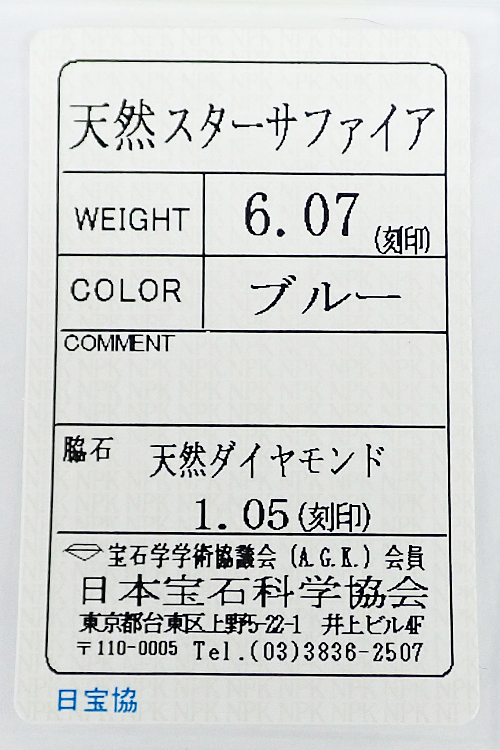 天然スターサファイア
WEIGHT 6.07 (刻印)
COLOR ブルー
COMMENT
脇石 天然ダイヤモンド
1.05(刻印)
宝石学学術協議会 (A.G.K.) 会員
日本宝石科学協会
東京都台東区上野5-22-1 井上ビル4F
〒110-0005 Tel.(03)3836-2507
日宝協